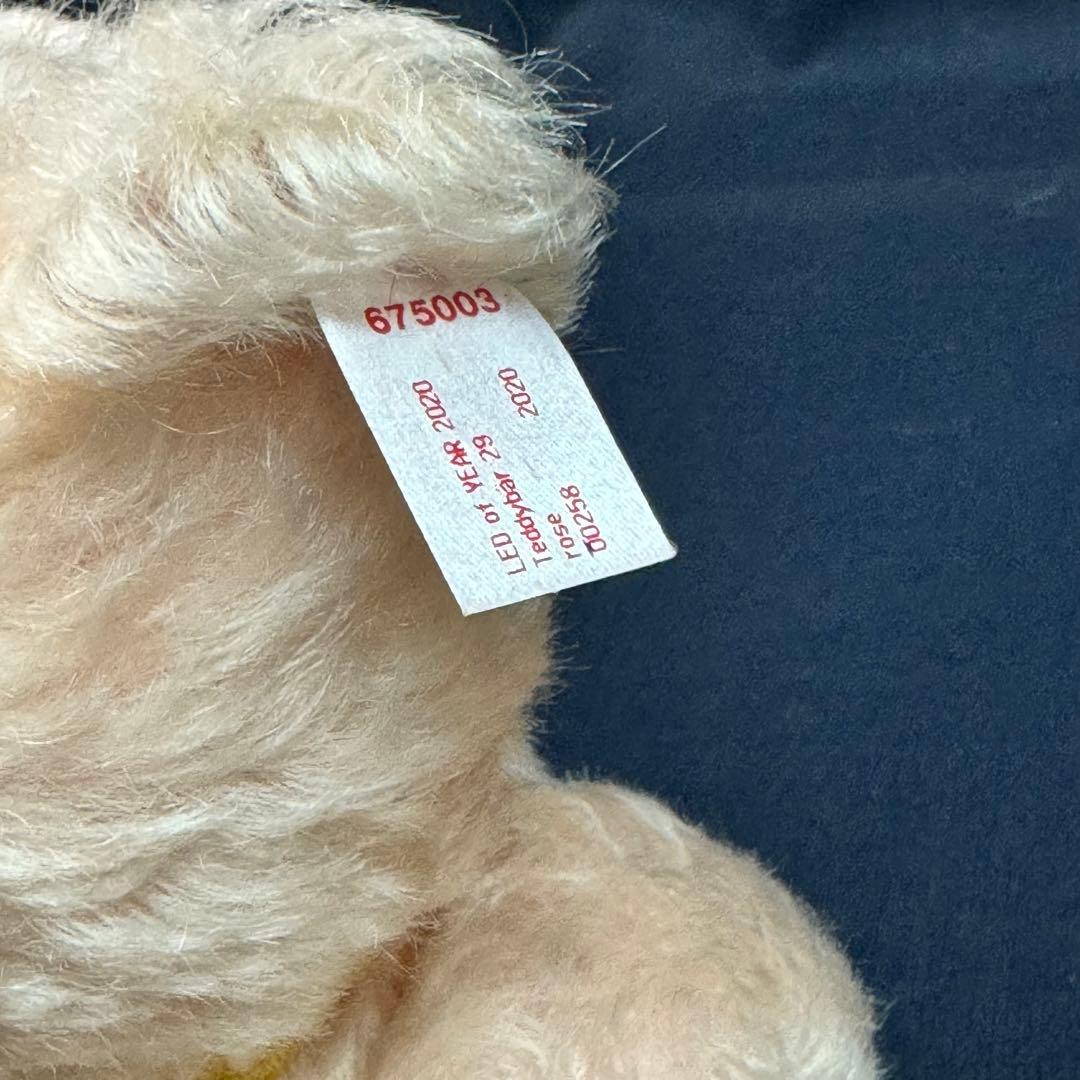 675003
LED of YEAR 2020
Teddybär 29 2020
rose
00258